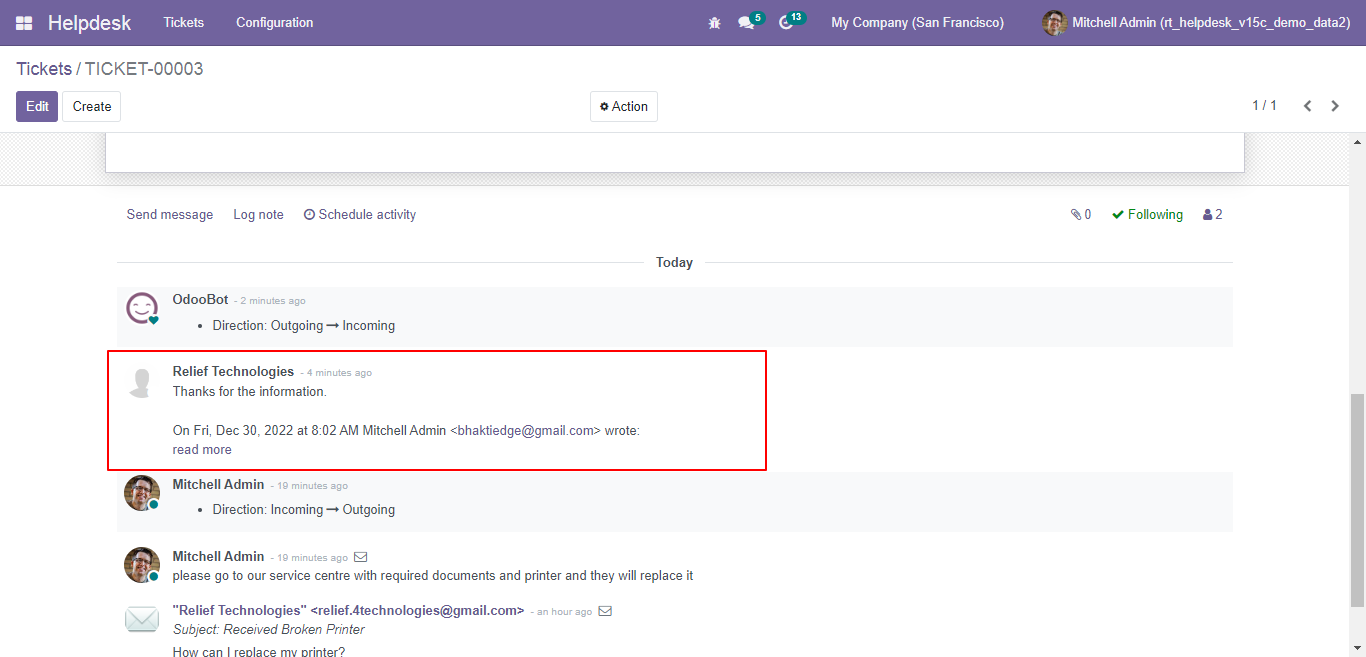 Helpdesk Tickets Configuration 5 13 My Company (San Francisco) Mitchell Admin (rt_helpdesk_v15c_demo_data2)
Tickets / TICKET-00003
Edit Create Action 1 / 1
Send message Log note Schedule activity 0 Following 2
Today
OdooBot - 2 minutes ago
• Direction: Outgoing → Incoming
Relief Technologies - 4 minutes ago
Thanks for the information.
On Fri, Dec 30, 2022 at 8:02 AM Mitchell Admin <bhaktiedge@gmail.com> wrote:
read more
Mitchell Admin - 19 minutes ago
• Direction: Incoming → Outgoing
Mitchell Admin - 19 minutes ago
please go to our service centre with required documents and printer and they will replace it
"Relief Technologies" <relief.4technologies@gmail.com> - an hour ago
Subject: Received Broken Printer
How can I replace my printer?